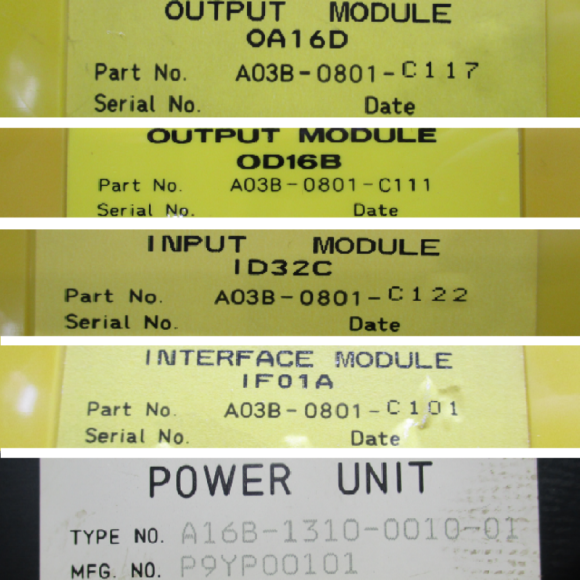 OUTPUT MODULE
OA16D
Part No. A03B-0801-C117
Serial No. Date
OUTPUT MODULE
OD16B
Part No. A03B-0801-C111
Serial No. Date
INPUT MODULE
ID32C
Part No. A03B-0801-C122
Serial No. Date
INTERFACE MODULE
IF01A
Part No. A03B-0801-C101
Serial No. Date
POWER UNIT
TYPE NO. A16B-1310-0010-01
MFG. NO. P9YP00101